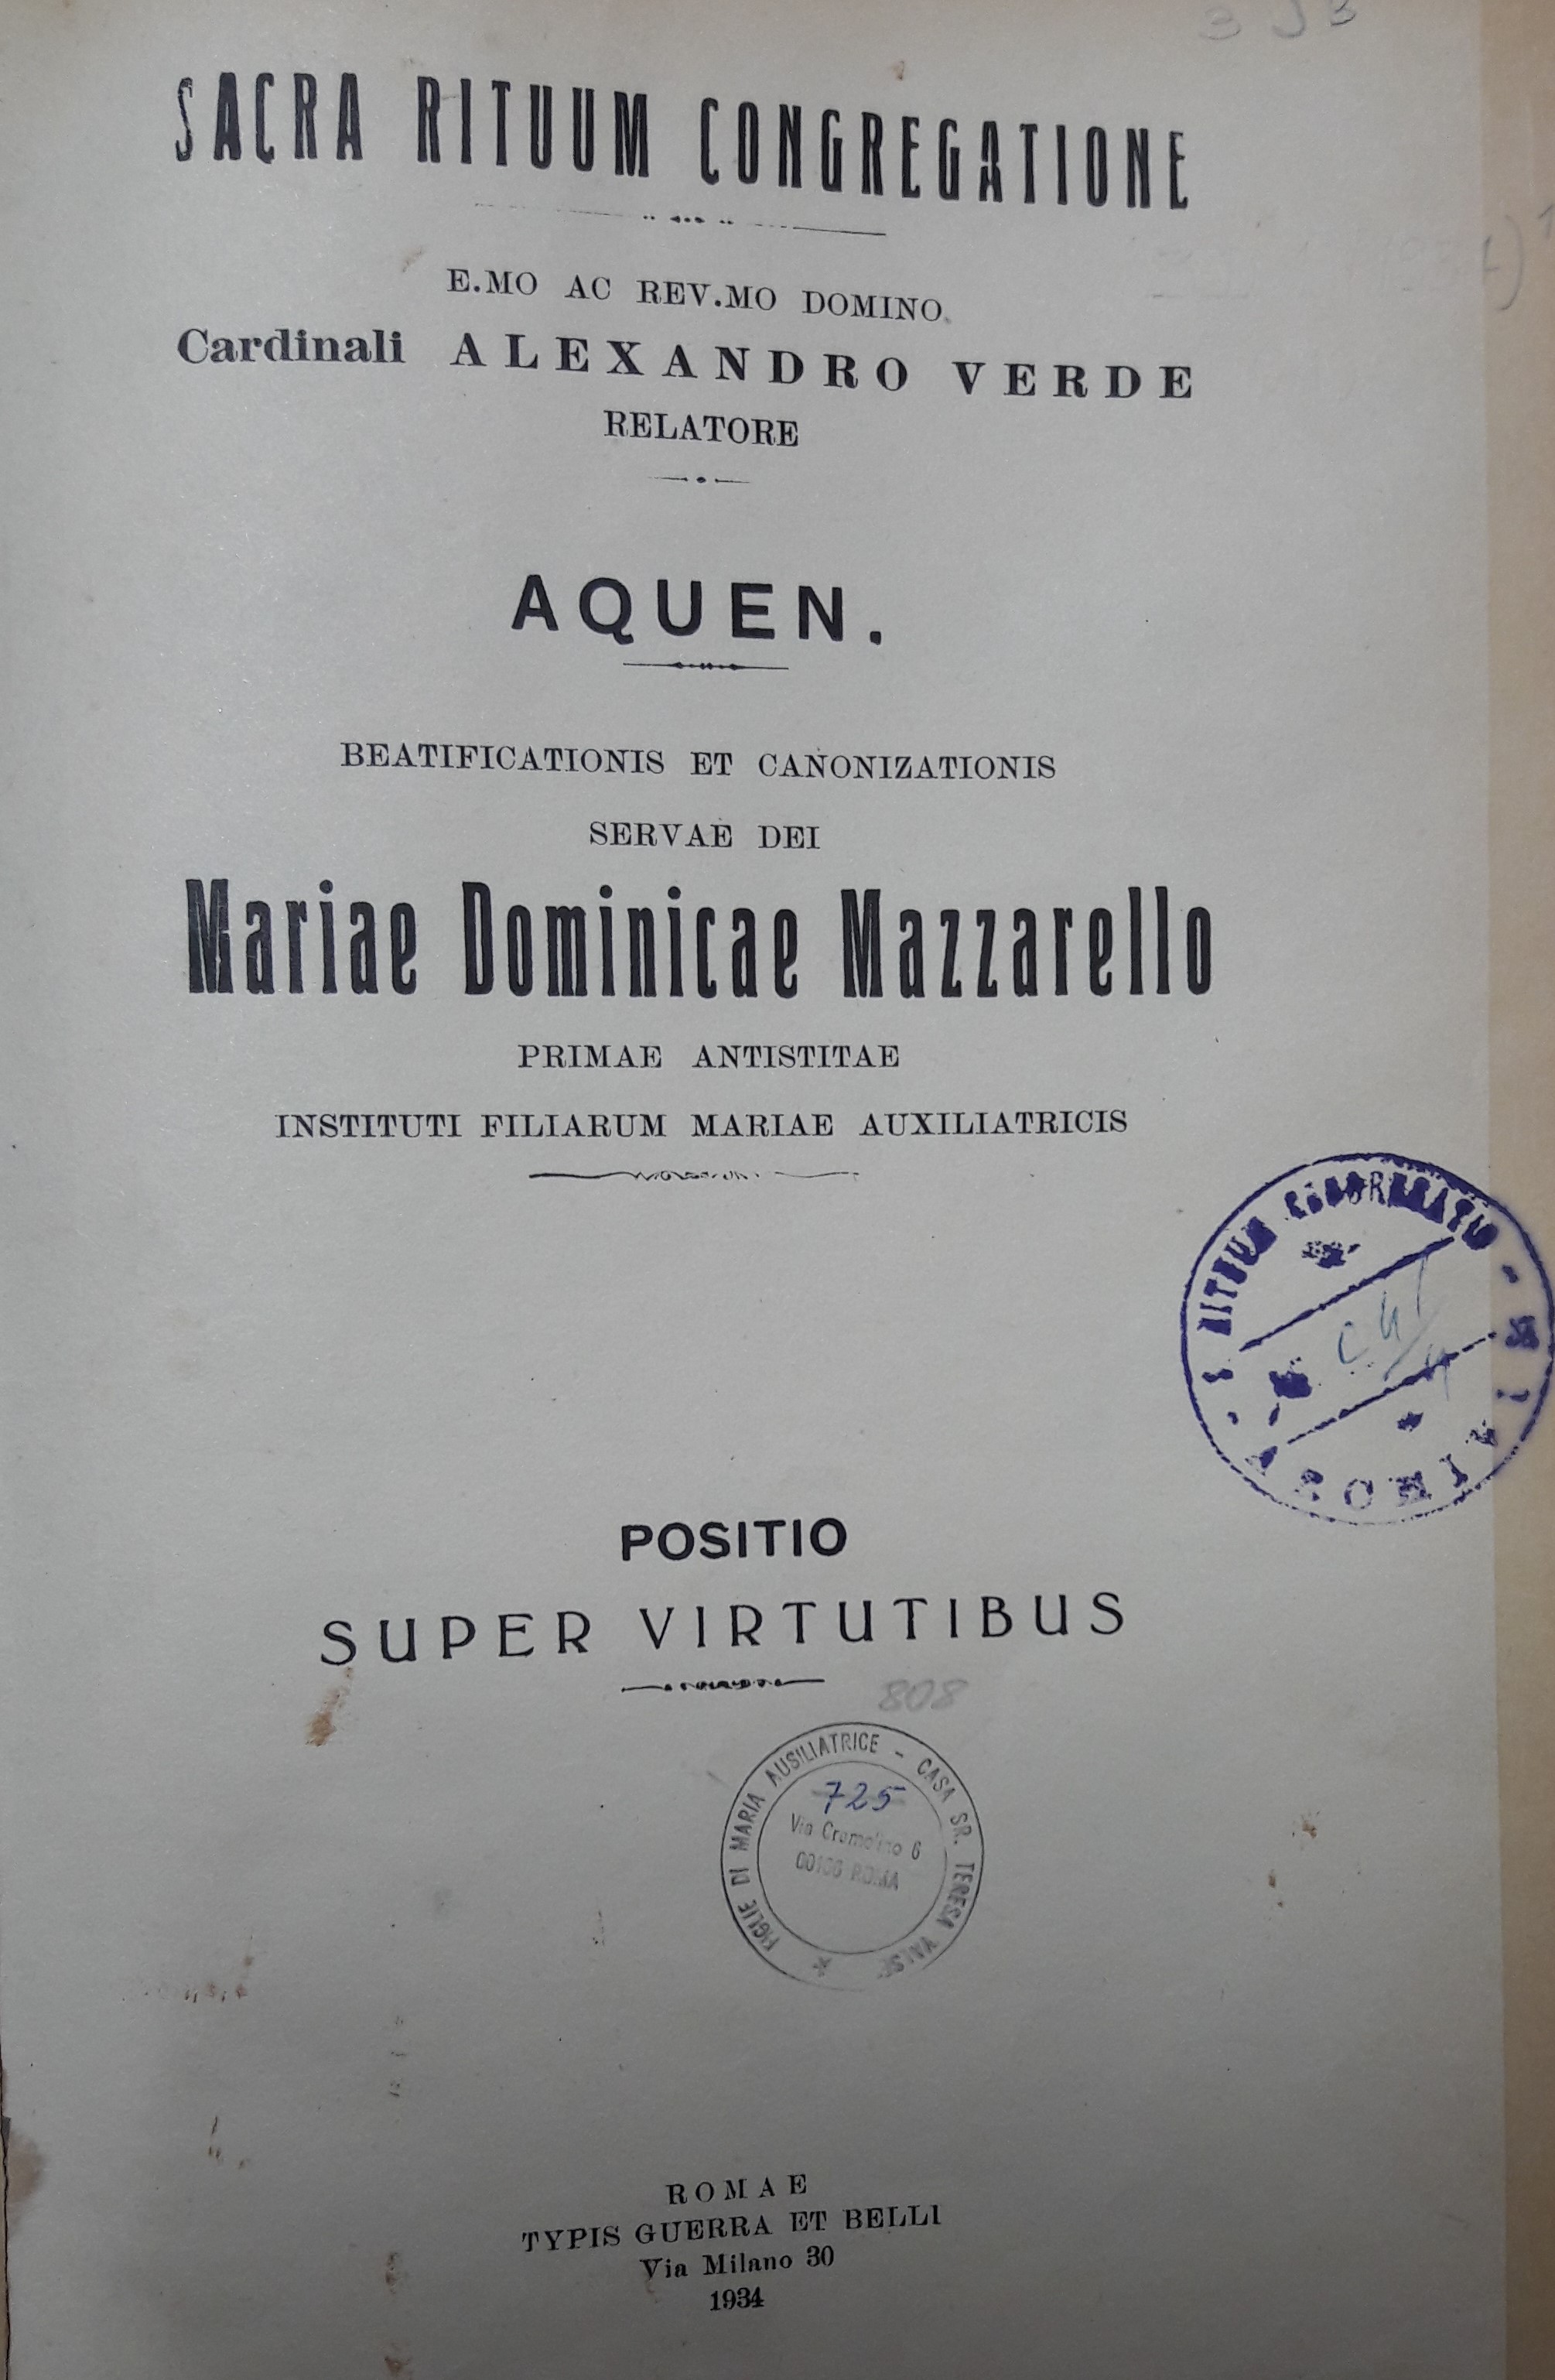 SACRA RITUUM CONGREGATIONE
E.MO AC REV.MO DOMINO
Cardinali ALEXANDRO VERDE
RELATORE
AQUEN.
BEATIFICATIONIS ET CANONIZATIONIS
SERVAE DEI
Mariae Dominicae Mazzarello
PRIMAE ANTISTITAE
INSTITUTI FILIARUM MARIAE AUXILIATRICIS
POSITIO
SUPER VIRTUTIBUS
808
FIGLIE DI MARIA AUSILIATRICE - CASA SR. TERESA
725
Via Cremolino 6
ROMA
ROMAE
TYPIS GUERRA ET BELLI
Via Milano 30
1934